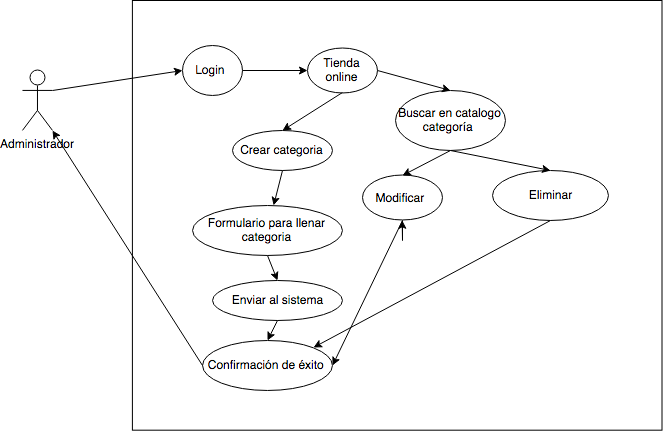 Login
Tienda
online
Administrador
Buscar en catalogo
categoría
Crear categoria
Modificar
Eliminar
Formulario para llenar
categoria
Enviar al sistema
Confirmación de éxito